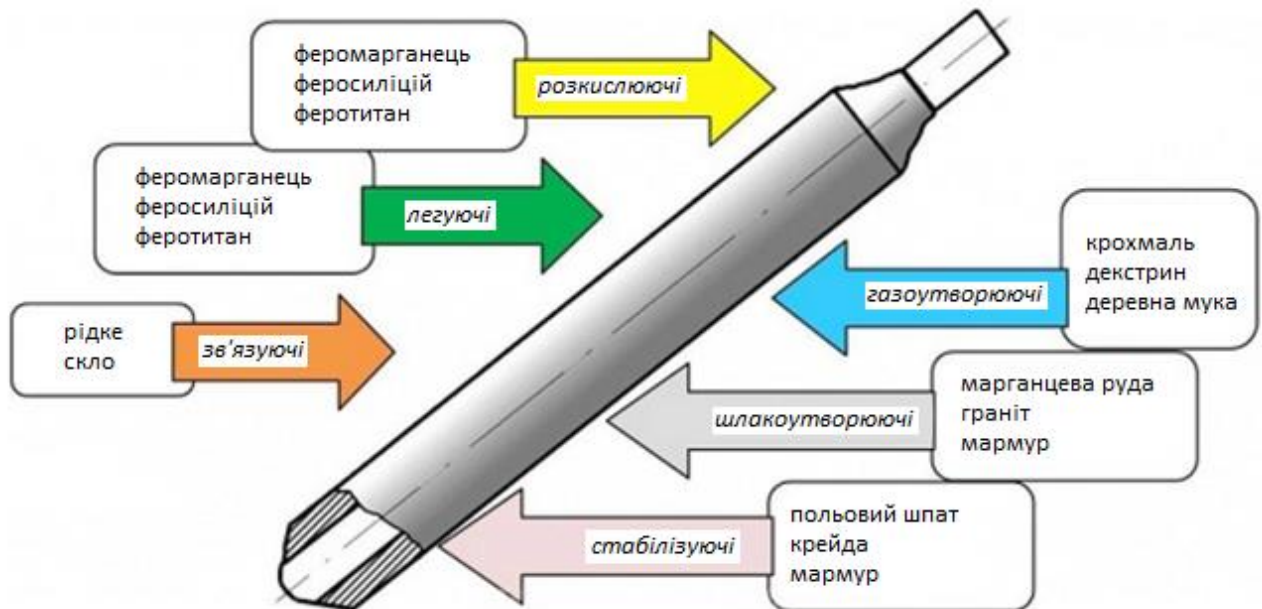 феромарганець
феросиліцій
феротитан
розкислюючі
феромарганець
феросиліцій
феротитан
легуючі
рідке
скло
зв'язуючі
крохмаль
декстрин
деревна мука
газоутворюючі
марганцева руда
граніт
мармур
шлакоутворюючі
польовий шпат
крейда
мармур
стабілізуючі